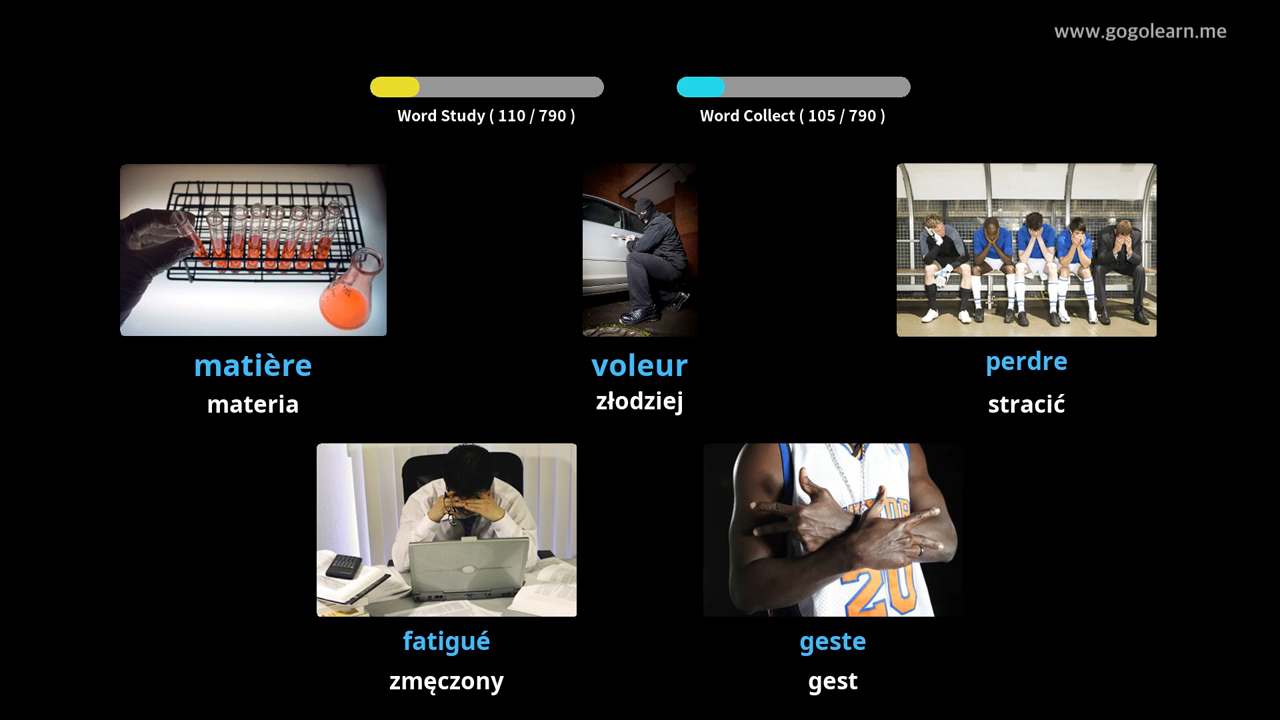 www.gogolearn.me
Word Study ( 110 / 790 )
Word Collect ( 105 / 790 )
matière
voleur
perdre
materia
złodziej
stracić
20
fatigué
geste
zmęczony
gest